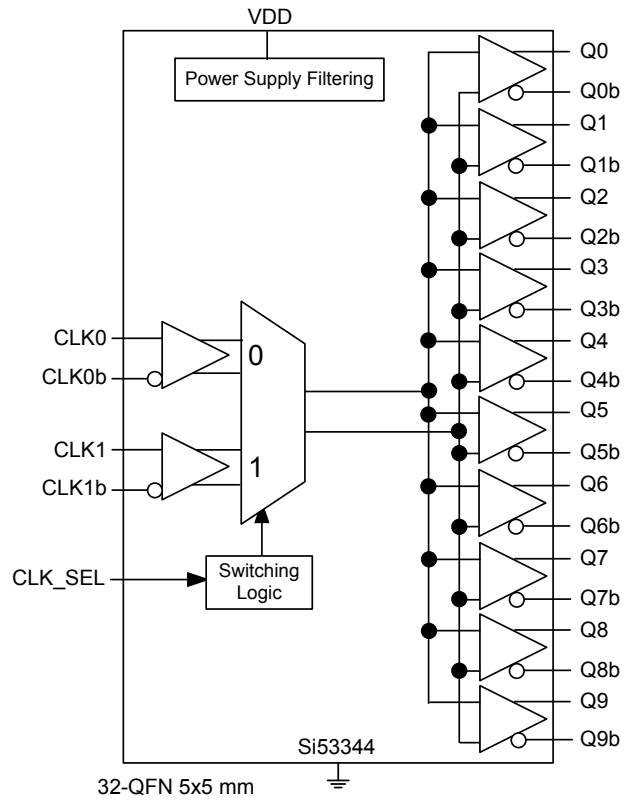 VDD
Power Supply Filtering
Q0
Q0b
Q1
Q1b
Q2
Q2b
Q3
Q3b
Q4
Q4b
Q5
Q5b
Q6
Q6b
Q7
Q7b
Q8
Q8b
Q9
Q9b
CLK0
CLK0b
0
CLK1
CLK1b
1
CLK_SEL
Switching
Logic
Si53344
32-QFN 5x5 mm